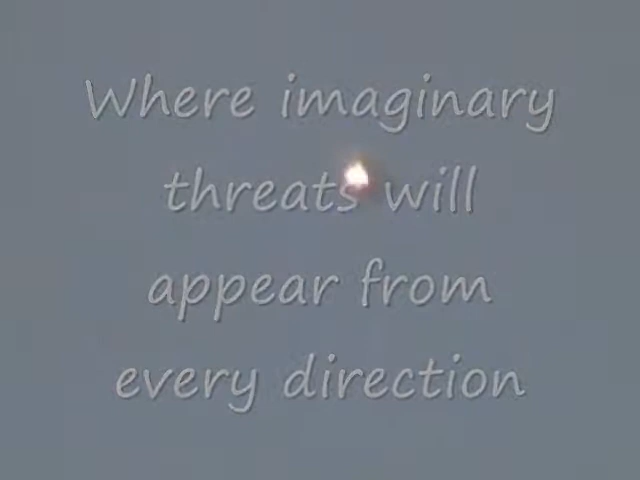 Where imaginary
threats will
appear from
every direction